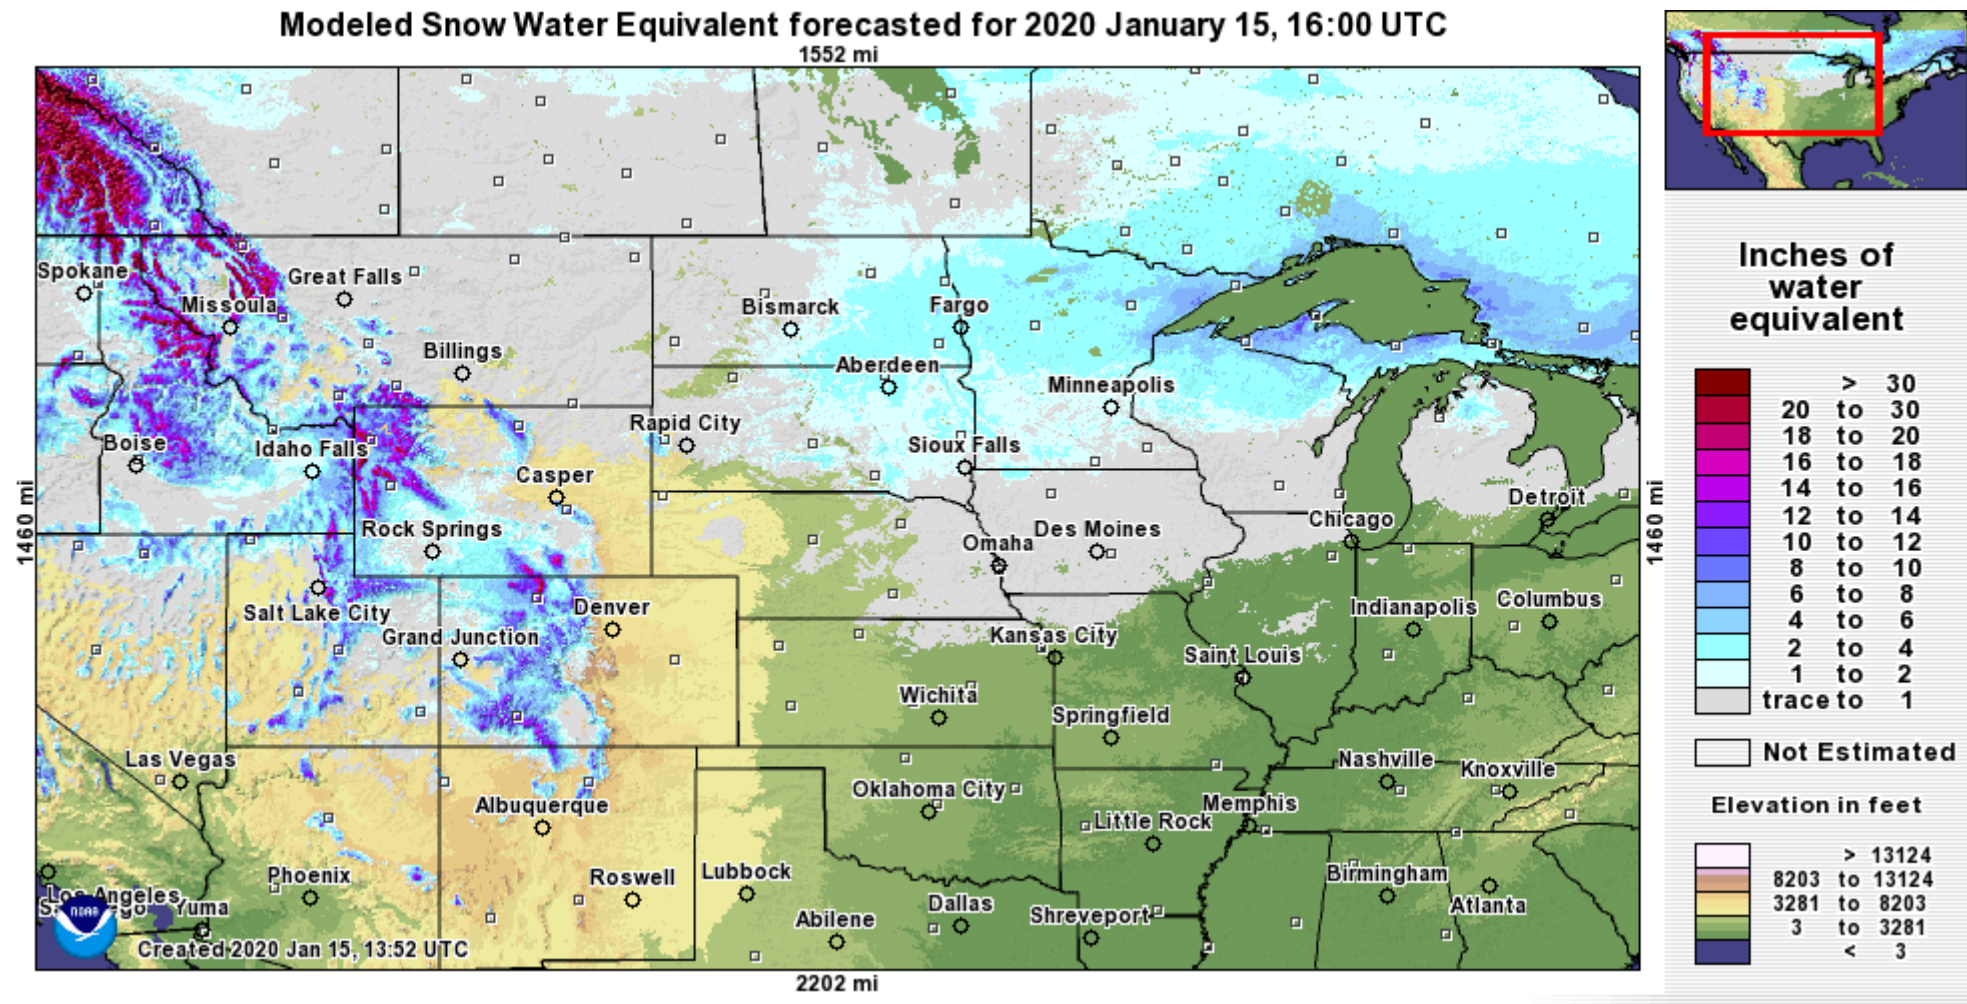 Modeled Snow Water Equivalent forecasted for 2020 January 15, 16:00 UTC
1552 mi
Spokane
Great Falls
Missoula
Bismarck
Fargo
Billings
Aberdeen
Minneapolis
Boise
Idaho Falls
Rapid City
Sioux Falls
Casper
Detroit
1460 mi
Rock Springs
Omaha
Des Moines
Chicago
1460 mi
Salt Lake City
Grand Junction
Denver
Kansas City
Indianapolis
Columbus
Saint Louis
Wichita
Springfield
Las Vegas
Nashville
Knoxville
Albuquerque
Oklahoma City
Memphis
Little Rock
Phoenix
Roswell
Lubbock
Birmingham
Los Angeles
Yuma
Abilene
Dallas
Shreveport
Atlanta
NOAA
Created 2020 Jan 15, 13:52 UTC
2202 mi
Inches of
water
equivalent
> 30
20 to 30
18 to 20
16 to 18
14 to 16
12 to 14
10 to 12
8 to 10
6 to 8
4 to 6
2 to 4
1 to 2
trace to 1
Not Estimated
Elevation in feet
> 13124
8203 to 13124
3281 to 8203
3 to 3281
< 3